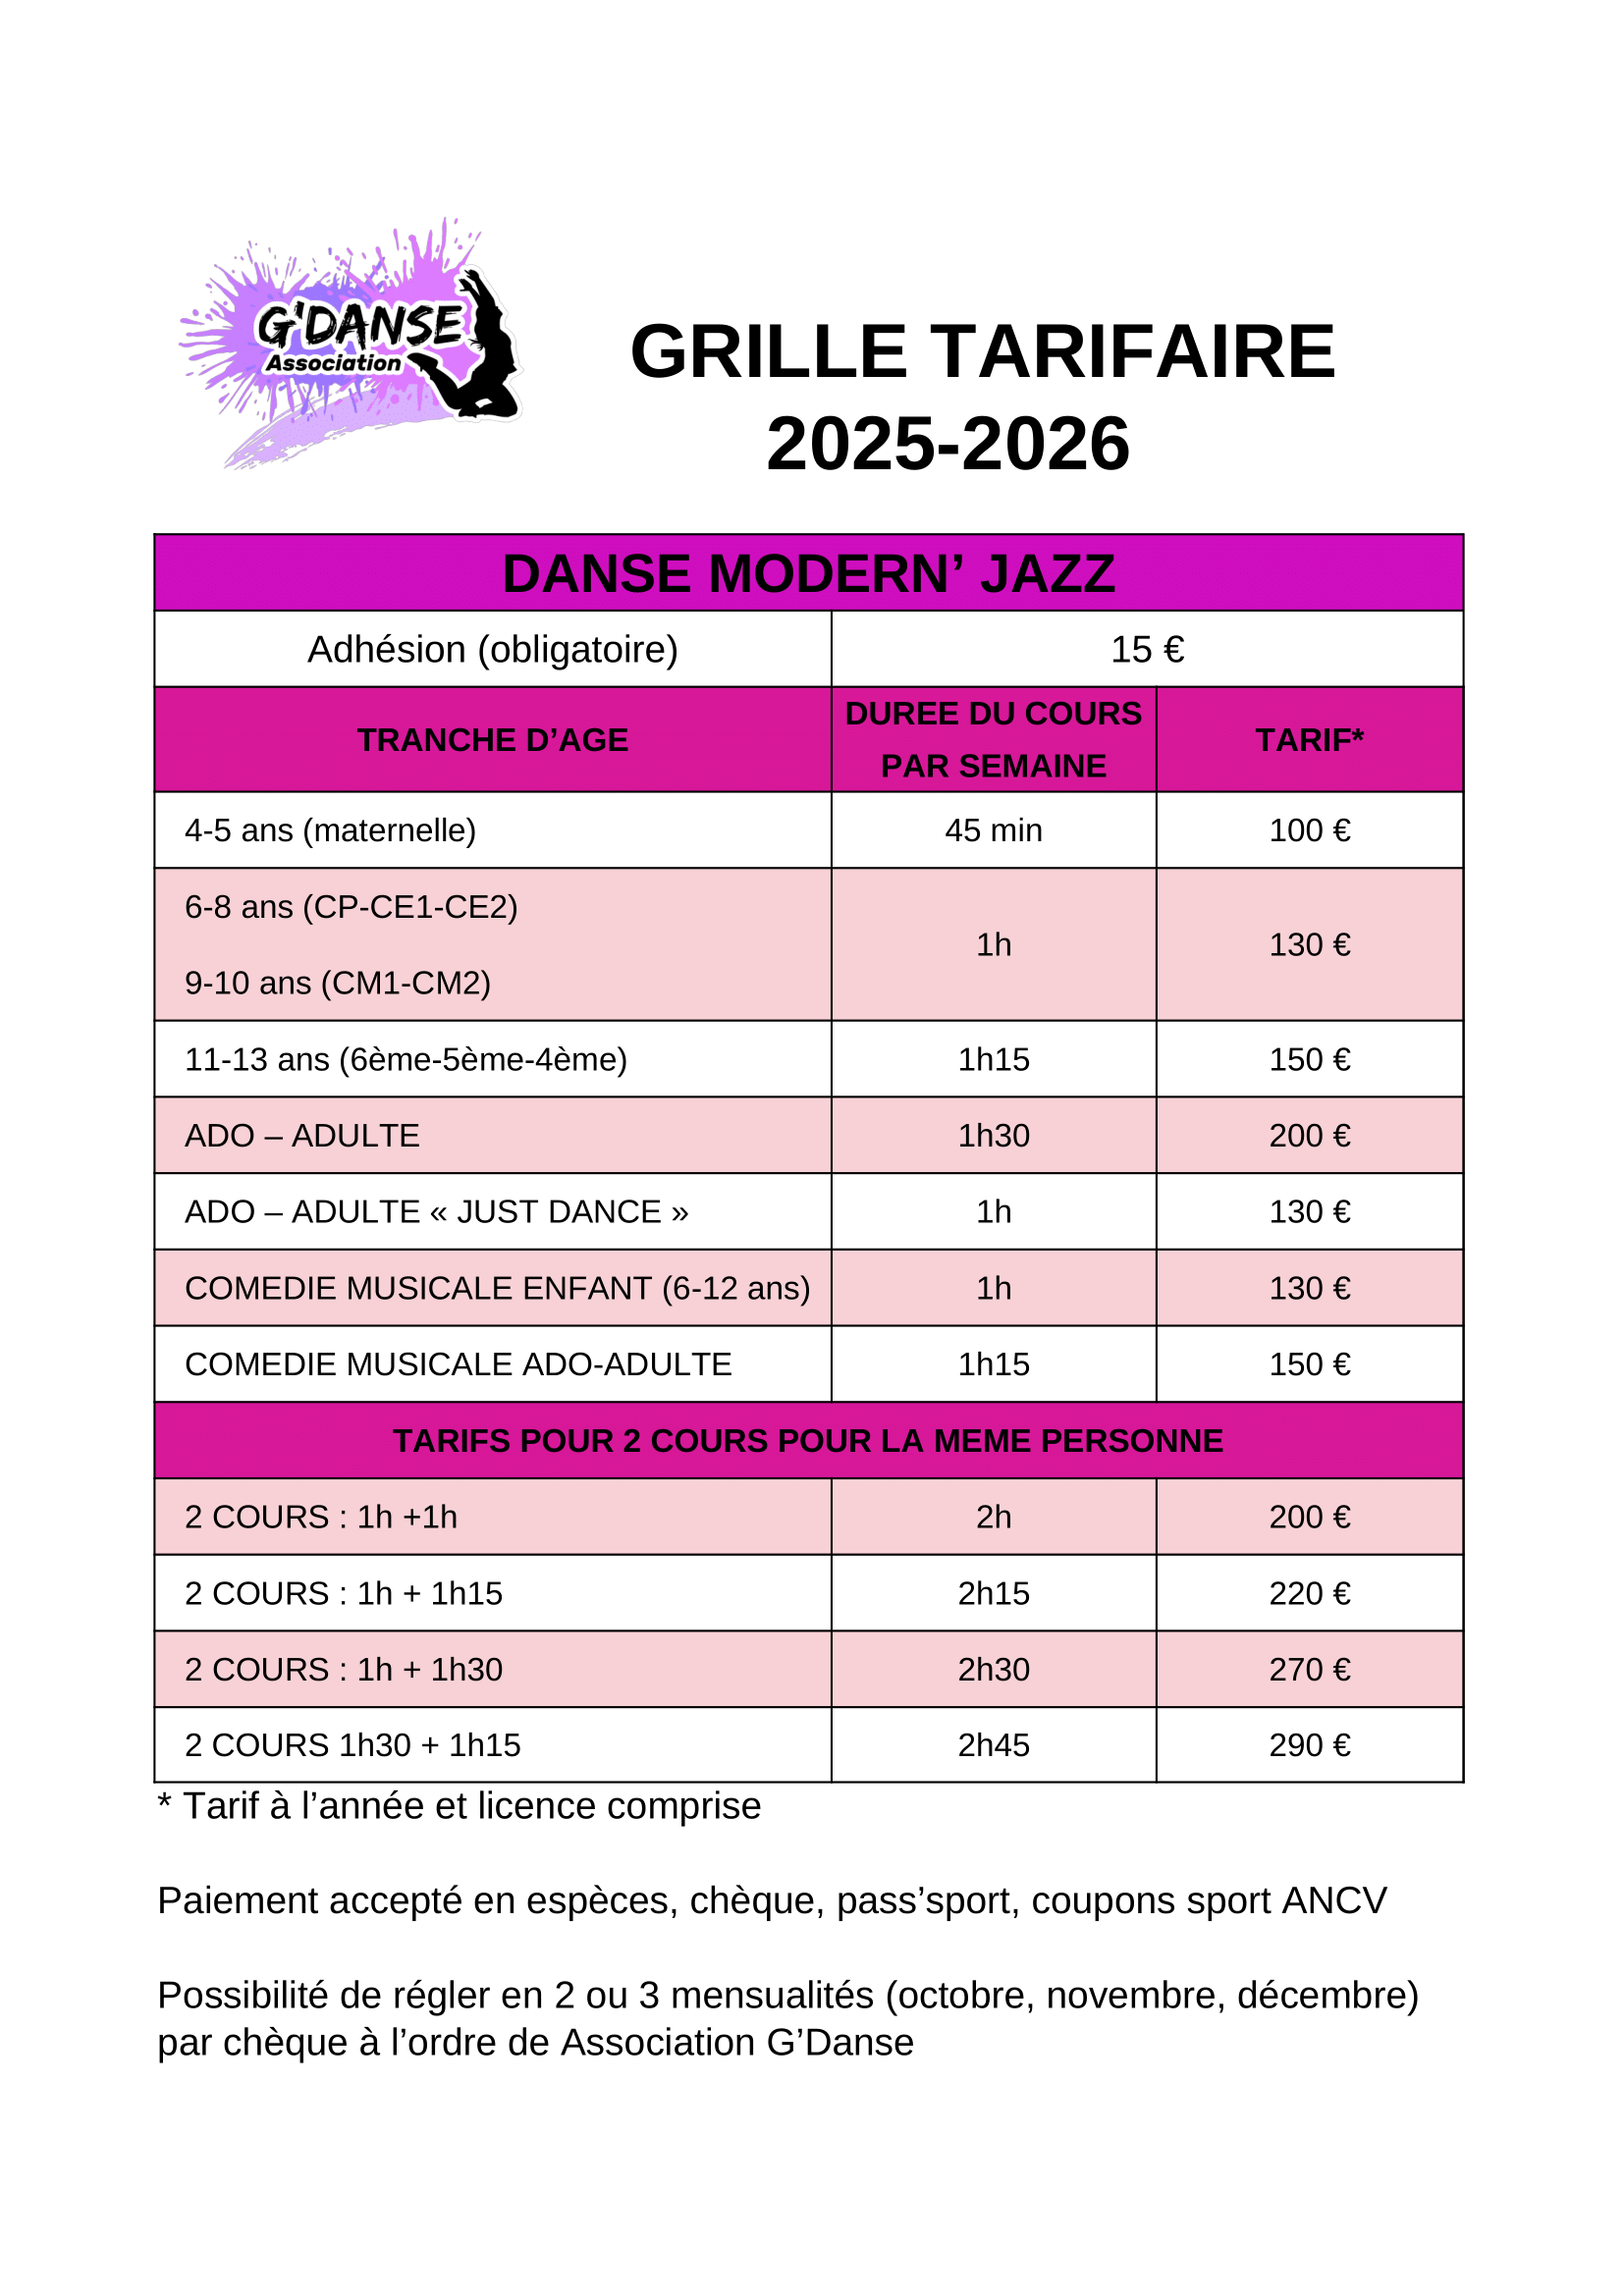 G'DANSE
Association
GRILLE TARIFAIRE
2025-2026
DANSE MODERN’ JAZZ
Adhésion (obligatoire) 15 €
TRANCHE D’AGE DUREE DU COURS PAR SEMAINE TARIF*
4-5 ans (maternelle) 45 min 100 €
6-8 ans (CP-CE1-CE2)
9-10 ans (CM1-CM2) 1h 130 €
11-13 ans (6ème-5ème-4ème) 1h15 150 €
ADO – ADULTE 1h30 200 €
ADO – ADULTE « JUST DANCE » 1h 130 €
COMEDIE MUSICALE ENFANT (6-12 ans) 1h 130 €
COMEDIE MUSICALE ADO-ADULTE 1h15 150 €
TARIFS POUR 2 COURS POUR LA MEME PERSONNE
2 COURS : 1h +1h 2h 200 €
2 COURS : 1h + 1h15 2h15 220 €
2 COURS : 1h + 1h30 2h30 270 €
2 COURS 1h30 + 1h15 2h45 290 €
* Tarif à l’année et licence comprise
Paiement accepté en espèces, chèque, pass’sport, coupons sport ANCV
Possibilité de régler en 2 ou 3 mensualités (octobre, novembre, décembre)
par chèque à l’ordre de Association G’Danse